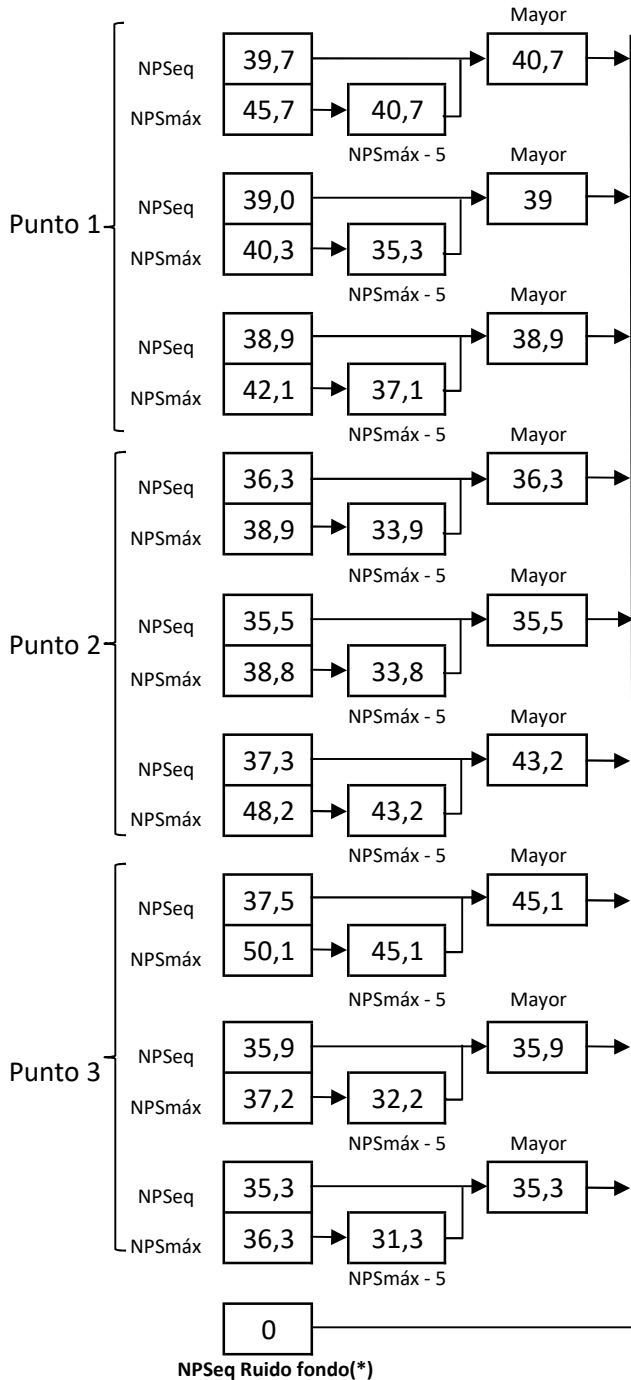 Mayor
NPSeq 39,7 40,7
NPSmáx 45,7 40,7
NPSmáx - 5 Mayor
NPSeq 39,0 39
Punto 1
NPSmáx 40,3 35,3
NPSmáx - 5 Mayor
NPSeq 38,9 38,9
NPSmáx 42,1 37,1
NPSmáx - 5 Mayor
NPSeq 36,3 36,3
NPSmáx 38,9 33,9
NPSmáx - 5 Mayor
NPSeq 35,5 35,5
Punto 2
NPSmáx 38,8 33,8
NPSmáx - 5 Mayor
NPSeq 37,3 43,2
NPSmáx 48,2 43,2
NPSmáx - 5 Mayor
NPSeq 37,5 45,1
NPSmáx 50,1 45,1
NPSmáx - 5 Mayor
NPSeq 35,9 35,9
Punto 3
NPSmáx 37,2 32,2
NPSmáx - 5 Mayor
NPSeq 35,3 35,3
NPSmáx 36,3 31,3
NPSmáx - 5
0
NPSeq Ruido fondo(*)